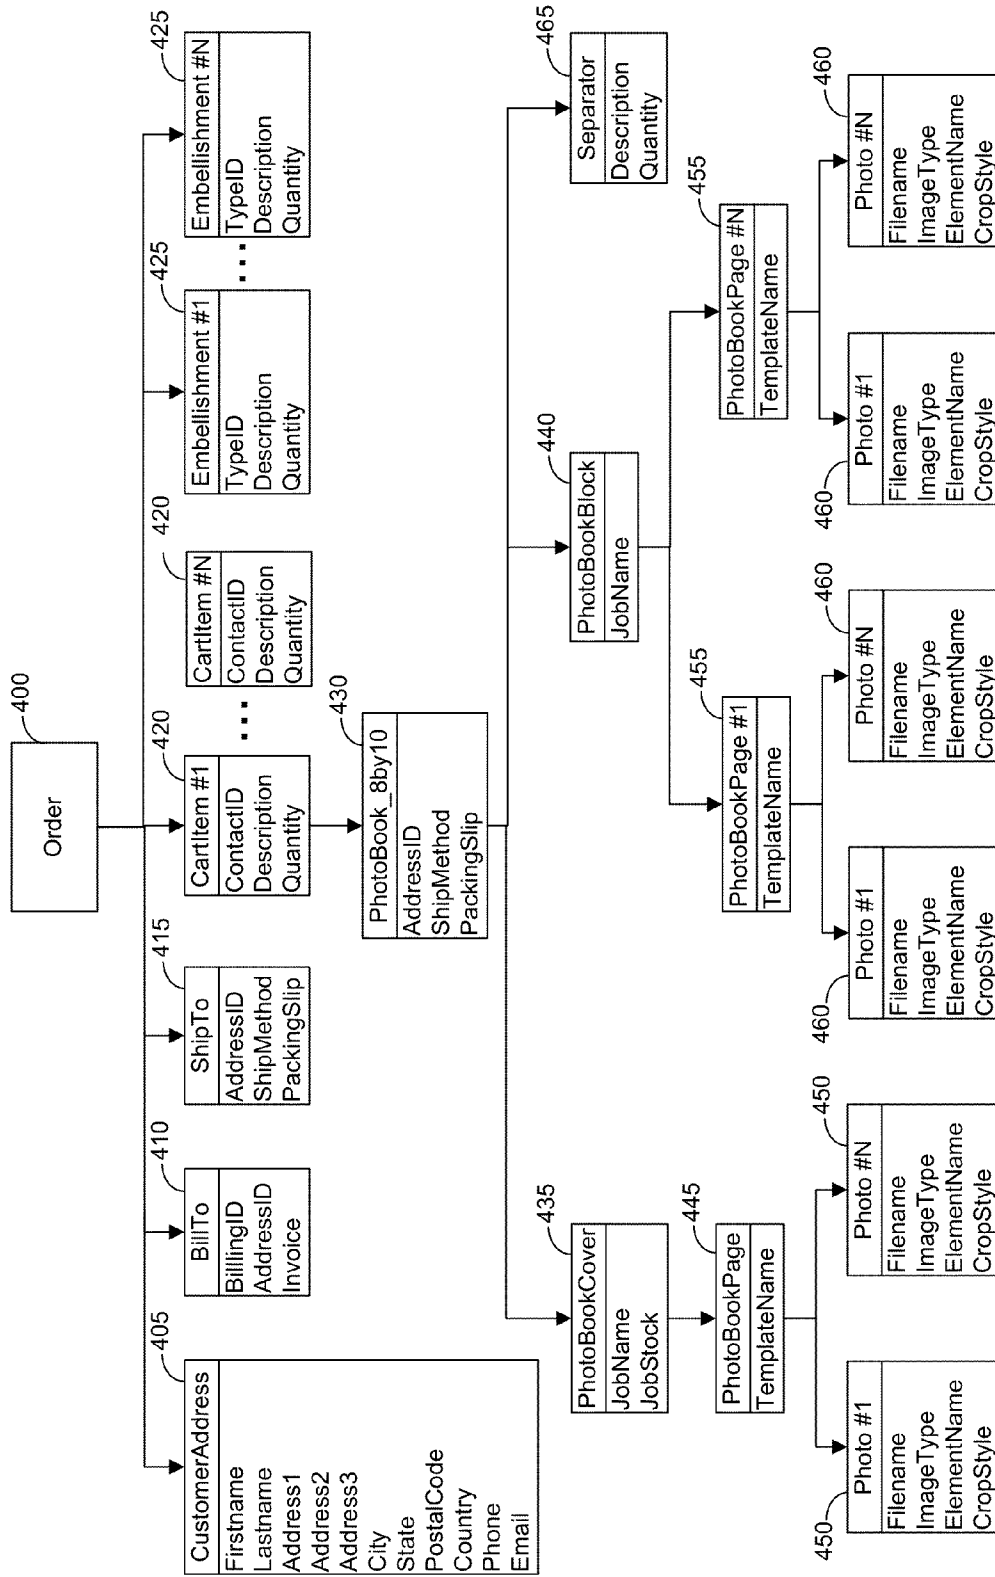 400
Order
405
CustomerAddress
Firstname
Lastname
Address1
Address2
Address3
City
State
PostalCode
Country
Phone
Email
410
BillTo
BilllingID
AddressID
Invoice
415
ShipTo
AddressID
ShipMethod
PackingSlip
420
CartItem #1
ContactID
Description
Quantity
...
420
CartItem #N
ContactID
Description
Quantity
425
Embellishment #1
TypeID
Description
Quantity
...
425
Embellishment #N
TypeID
Description
Quantity
430
PhotoBook_8by10
AddressID
ShipMethod
PackingSlip
435
PhotoBookCover
JobName
JobStock
440
PhotoBookBlock
JobName
465
Separator
Description
Quantity
445
PhotoBookPage
TemplateName
455
PhotoBookPage #1
TemplateName
455
PhotoBookPage #N
TemplateName
450
Photo #1
Filename
ImageType
ElementName
CropStyle
450
Photo #N
Filename
ImageType
ElementName
CropStyle
460
Photo #1
Filename
ImageType
ElementName
CropStyle
460
Photo #N
Filename
ImageType
ElementName
CropStyle
460
Photo #1
Filename
ImageType
ElementName
CropStyle
460
Photo #N
Filename
ImageType
ElementName
CropStyle